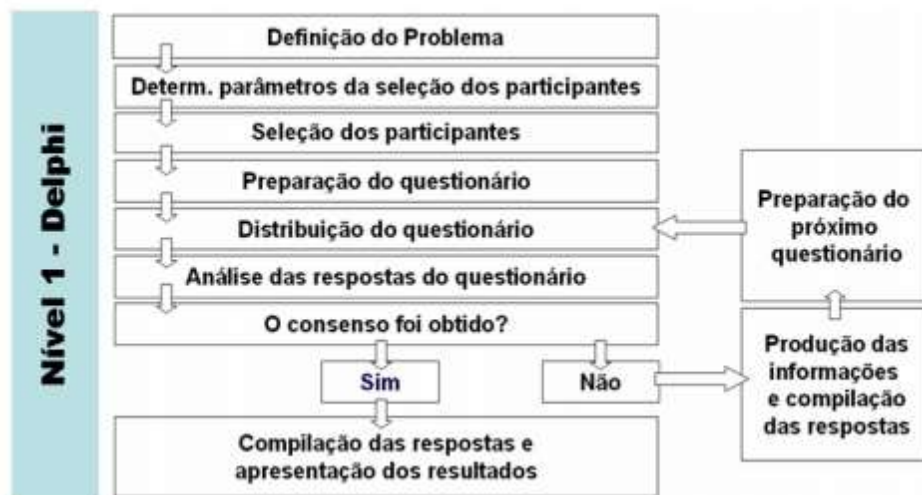 Nível 1 - Delphi
Definição do Problema
Determ. parâmetros da seleção dos participantes
Seleção dos participantes
Preparação do questionário
Distribuição do questionário
Análise das respostas do questionário
O consenso foi obtido?
Sim
Não
Compilação das respostas e
apresentação dos resultados
Preparação do
próximo
questionário
Produção das
informações
e compilação
das respostas